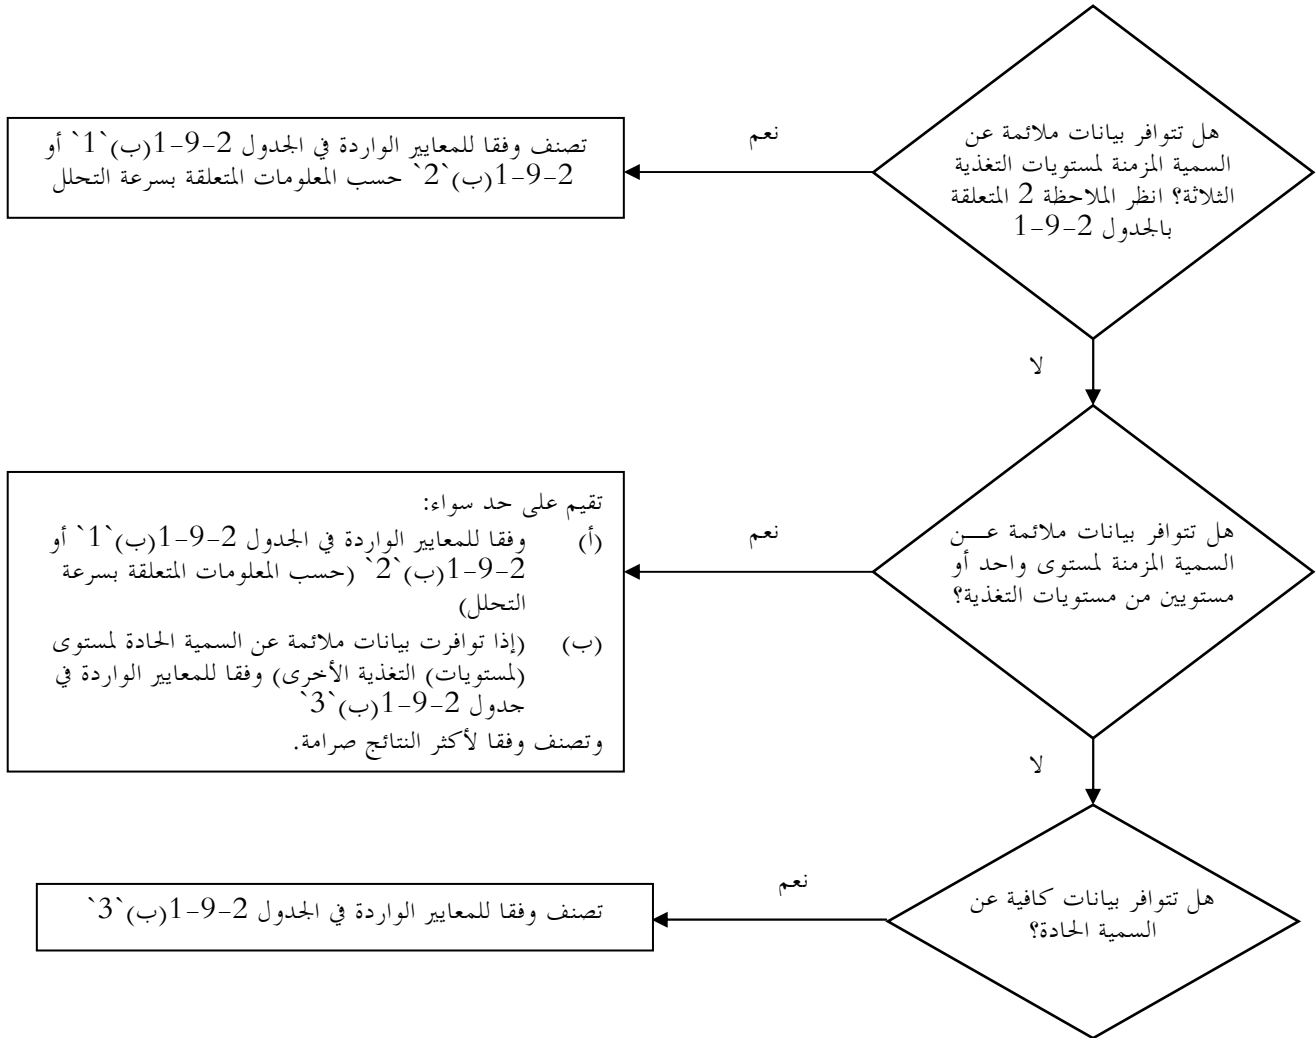 هل تتوافر بيانات ملائمة عن
السمية المزمنة لمستويات التغذية
الثلاثة؟ انظر الملاحظة 2 المتعلقة
بالجدول 2-9-1
نعم
تصنف وفقا للمعايير الواردة في الجدول 2-9-1(ب)`1` أو
2-9-1(ب)`2` حسب المعلومات المتعلقة بسرعة التحلل
لا
هل تتوافر بيانات ملائمة عــن
السمية المزمنة لمستوى واحد أو
مستويين من مستويات التغذية؟
نعم
تقيم على حد سواء:
(أ) وفقا للمعايير الواردة في الجدول 2-9-1(ب)`1` أو
2-9-1(ب)`2` (حسب المعلومات المتعلقة بسرعة
التحلل)
(ب) (إذا توافرت بيانات ملائمة عن السمية الحادة لمستوى
(لمستويات) التغذية الأخرى) وفقا للمعايير الواردة في
جدول 2-9-1(ب)`3`
وتصنف وفقا لأكثر النتائج صرامة.
لا
هل تتوافر بيانات كافية عن
السمية الحادة؟
نعم
تصنف وفقا للمعايير الواردة في الجدول 2-9-1(ب)`3`